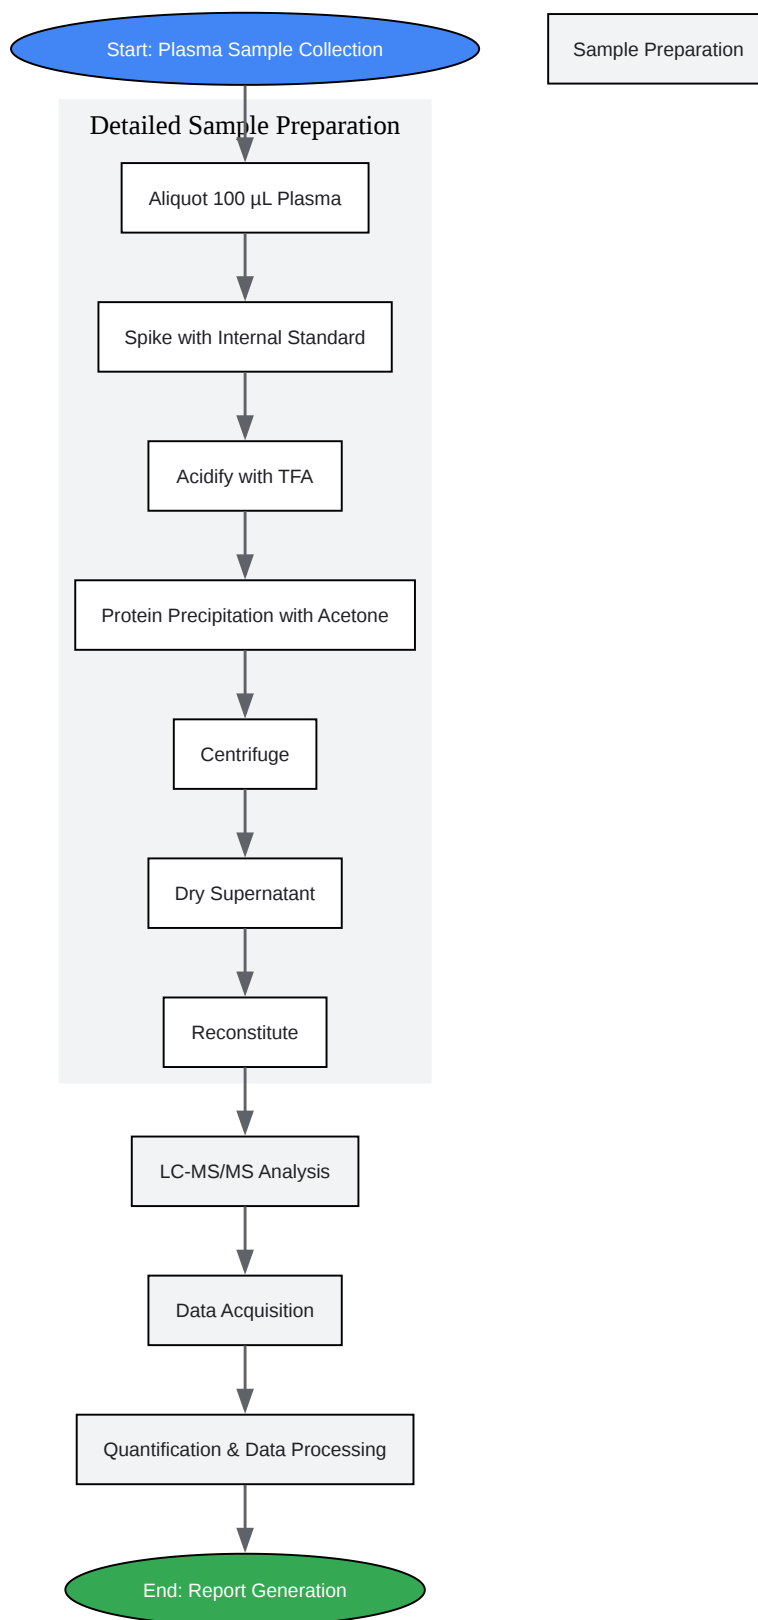 Start: Plasma Sample Collection
Sample Preparation
Detailed Sample Preparation
Aliquot 100 µL Plasma
Spike with Internal Standard
Acidify with TFA
Protein Precipitation with Acetone
Centrifuge
Dry Supernatant
Reconstitute
LC-MS/MS Analysis
Data Acquisition
Quantification & Data Processing
End: Report Generation